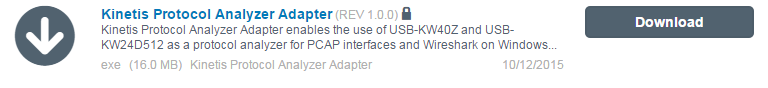 Kinetis Protocol Analyzer Adapter (REV 1.0.0)
Download
Kinetis Protocol Analyzer Adapter enables the use of USB-KW40Z and USB-
KW24D512 as a protocol analyzer for PCAP interfaces and Wireshark on Windows...
exe (16.0 MB) Kinetis Protocol Analyzer Adapter 10/12/2015